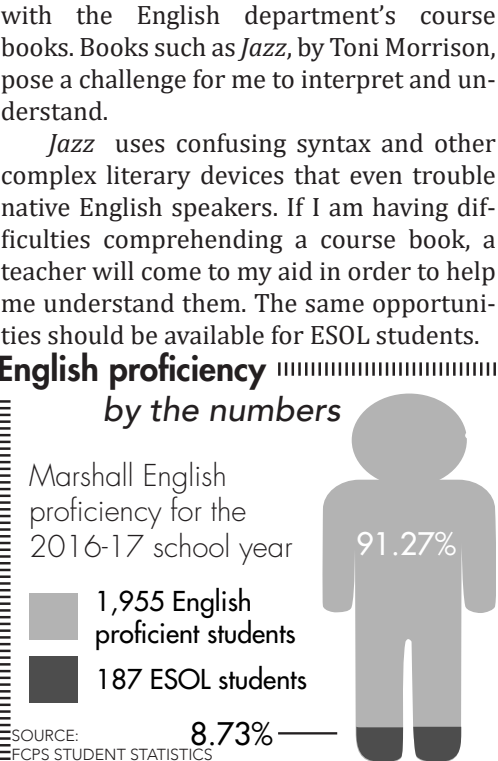 with the English department's course
books. Books such as Jazz, by Toni Morrison,
pose a challenge for me to interpret and un-
derstand.
Jazz uses confusing syntax and other
complex literary devices that even trouble
native English speakers. If I am having dif-
ficulties comprehending a course book, a
teacher will come to my aid in order to help
me understand them. The same opportuni-
ties should be available for ESOL students.
English proficiency
by the numbers
Marshall English
proficiency for the
2016-17 school year
91.27%
1,955 English
proficient students
187 ESOL students
8.73%
SOURCE:
FCPS STUDENT STATISTICS